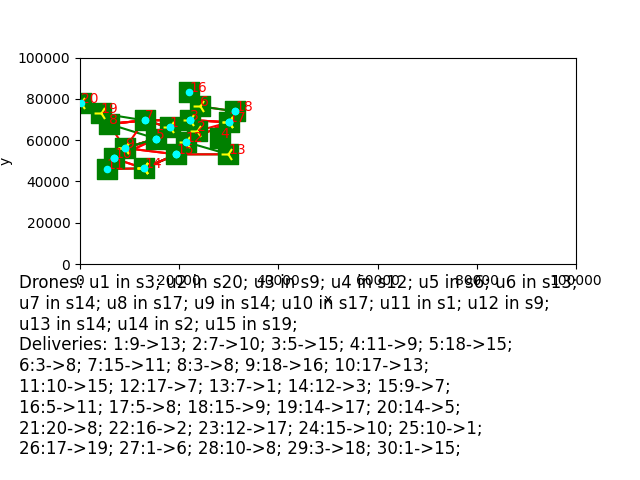 100000
80000
60000
40000
20000
0
y
0 20000 40000 60000 80000 100000
x
Drones: u1 in s3; u2 in s20; u3 in s9; u4 in s12; u5 in s6; u6 in s13;
u7 in s14; u8 in s17; u9 in s14; u10 in s17; u11 in s1; u12 in s9;
u13 in s14; u14 in s2; u15 in s19;
Deliveries: 1:9->13; 2:7->10; 3:5->15; 4:11->9; 5:18->15;
6:3->8; 7:15->11; 8:3->8; 9:18->16; 10:17->13;
11:10->15; 12:17->7; 13:7->1; 14:12->3; 15:9->7;
16:5->11; 17:5->8; 18:15->9; 19:14->17; 20:14->5;
21:20->8; 22:16->2; 23:12->17; 24:15->10; 25:10->1;
26:17->19; 27:1->6; 28:10->8; 29:3->18; 30:1->15;